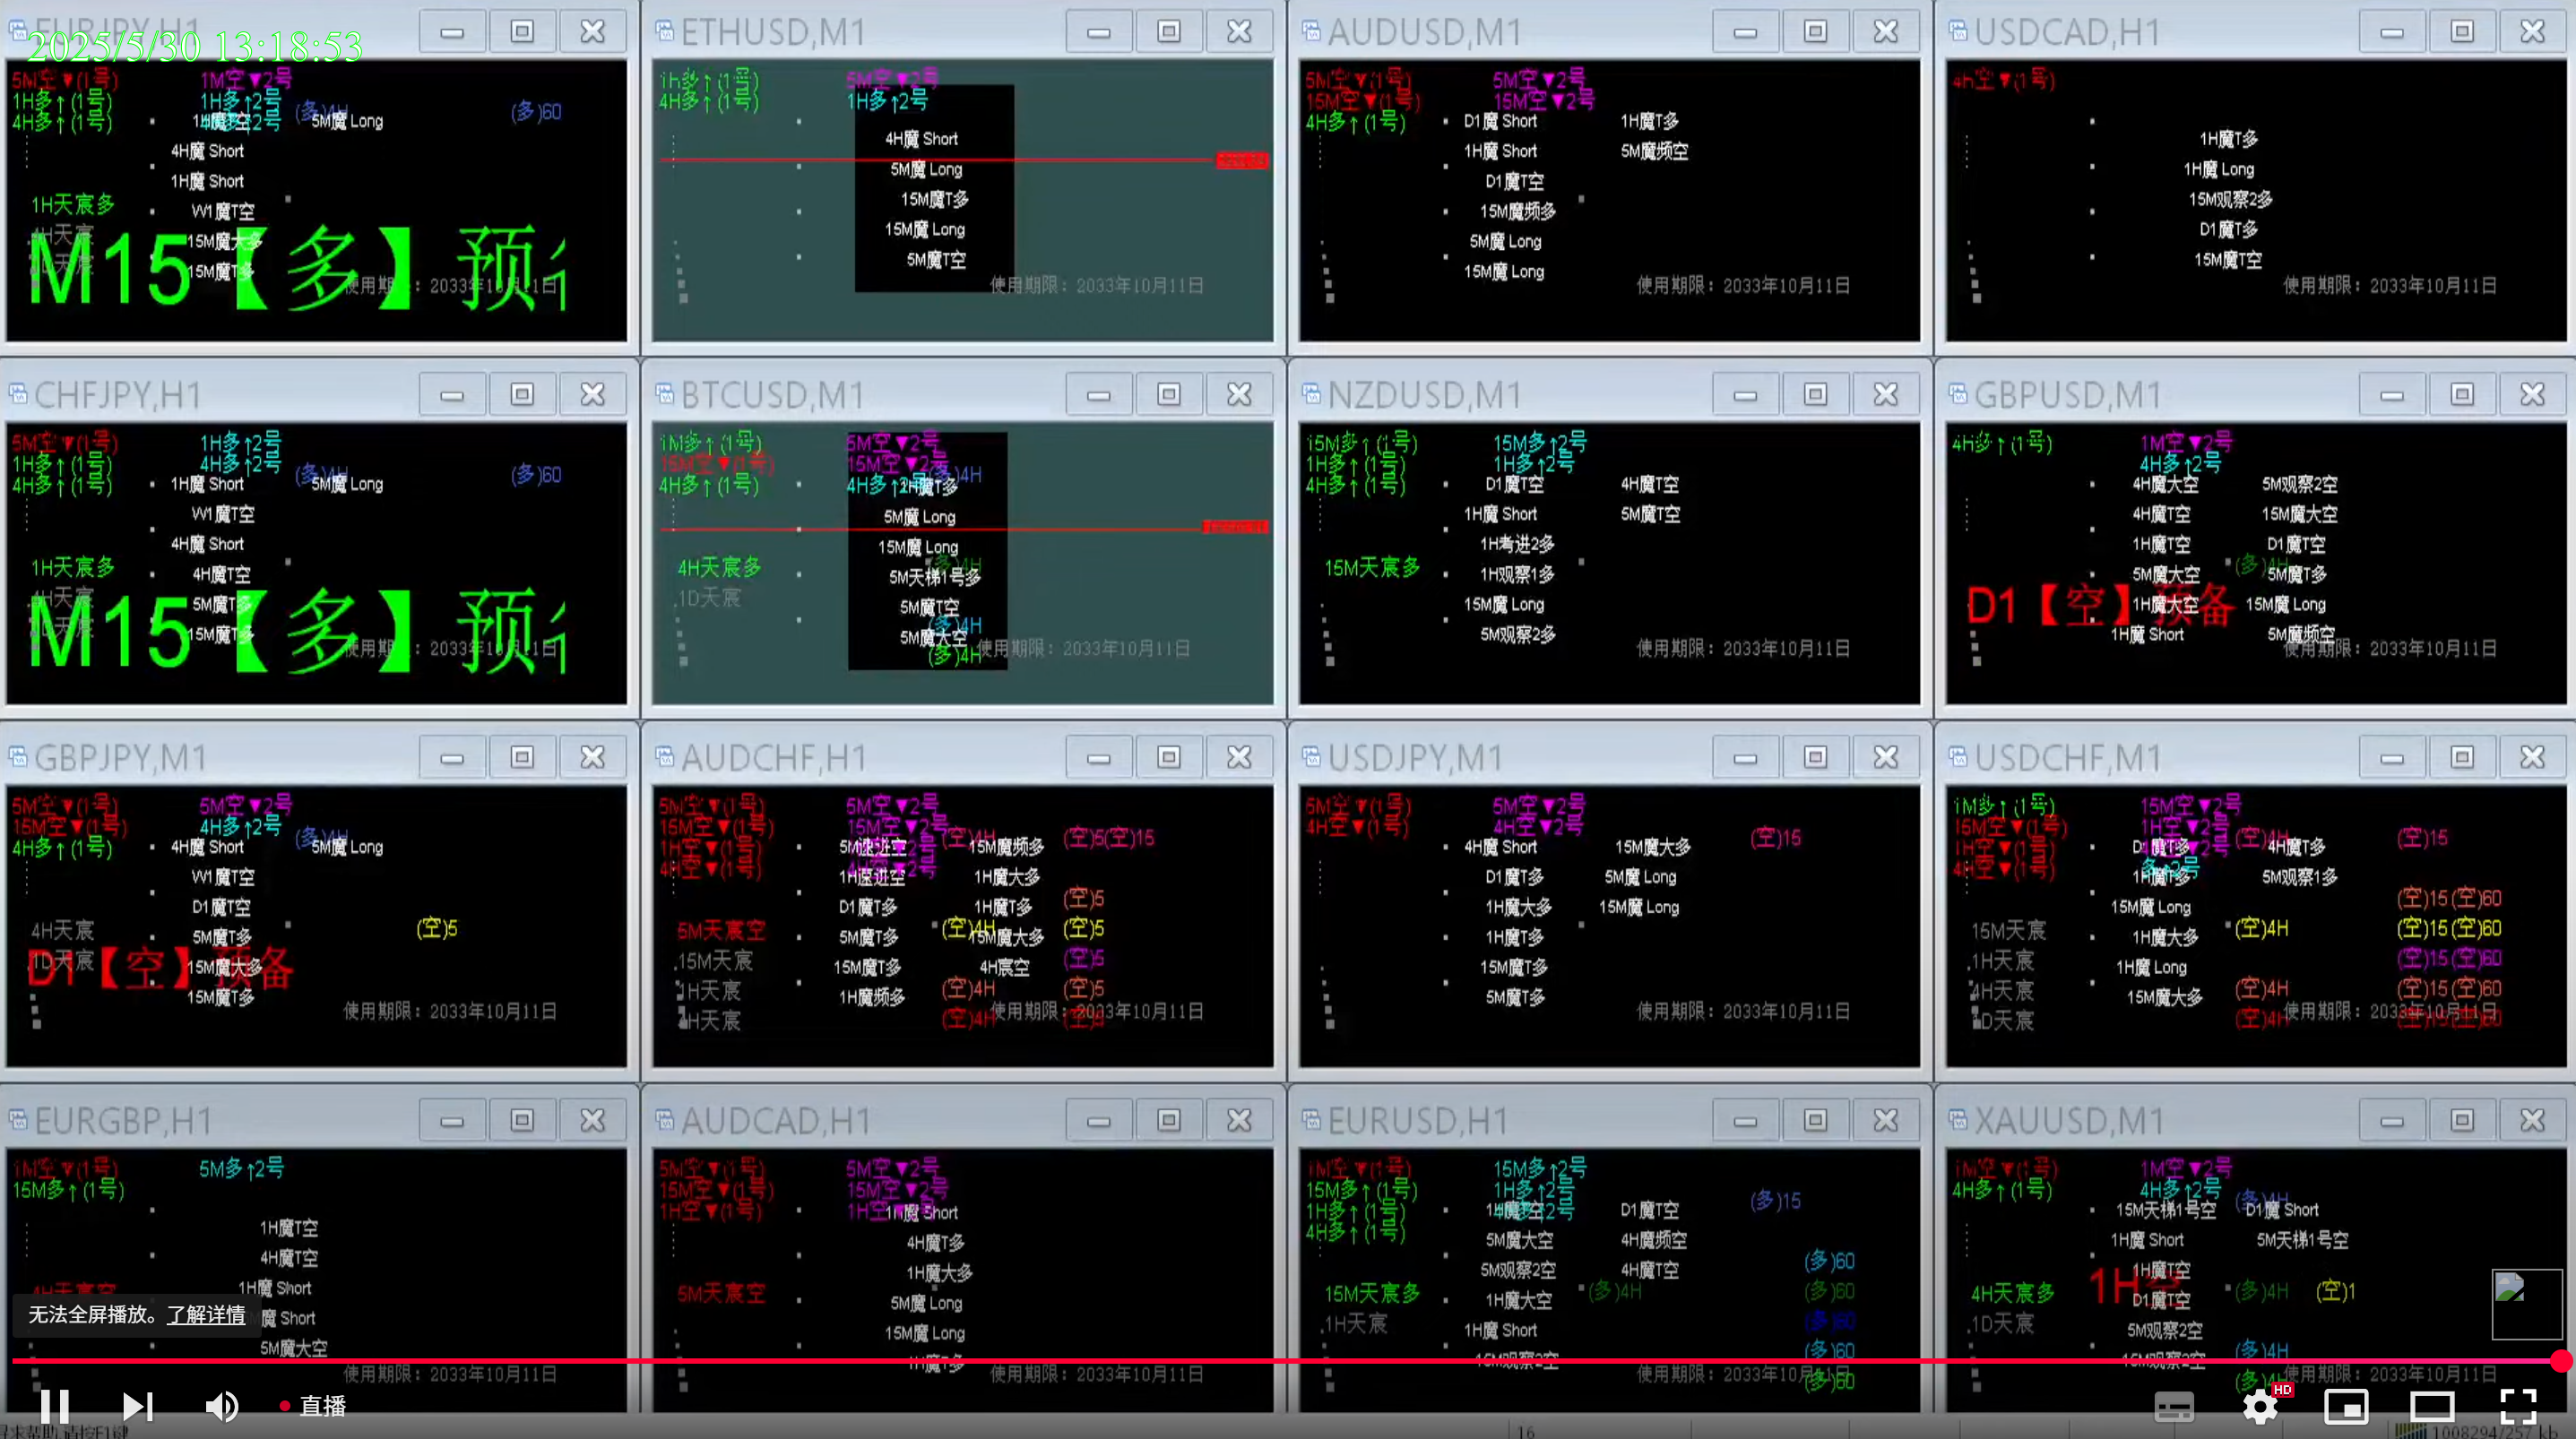 EURJPY,H1
2025/5/30 13:18:53
5M空▼(1号)
1M空▼2号
1H多↑(1号)
1H多↑2号
4H多↑(1号)
(多)4H
5M魔 Long
(多)60
4H魔 Short
1H魔 Short
1H天宸多
W1魔T空
4H天宸
15M魔大多
M15【多】预
15M魔T多
ETHUSD,M1
1h多↑(1号)
5M空▼2号
4H多↑(1号)
1H多↑2号
4H魔 Short
5M魔 Long
15M魔T多
15M魔 Long
5M魔T空
使用期限：2033年10月11日
AUDUSD,M1
5M空▼(1号)
5M空▼2号
15M空▼(1号)
15M空▼2号
4H多↑(1号)
D1魔 Short
1H魔T多
1H魔 Short
5M魔频空
D1魔T空
15M魔频多
5M魔 Long
15M魔 Long
使用期限：2033年10月11日
USDCAD,H1
4h空▼(1号)
1H魔T多
1H魔 Long
15M观察2多
D1魔T多
15M魔T空
使用期限：2033年10月11日
CHFJPY,H1
5M空▼(1号)
1H多↑2号
1H多↑(1号)
4H多↑2号
4H多↑(1号)
1H魔 Short
(多)4H
5M魔 Long
(多)60
W1魔T空
4H魔 Short
1H天宸多
4H魔T空
4H天宸
5M魔T多
M15【多】预
15M魔T多
BTCUSD,M1
1M多↑(1号)
5M空▼2号
15M空▼(1号)
15M空▼2号
4H多↑(1号)
4H多↑2号
(多)4H
5M魔 Long
15M魔 Long
4H天宸多
5M天梯1号多
1D天宸
5M魔T空
(多)4H
5M魔大空
(多)4H
使用期限：2033年10月11日
NZDUSD,M1
15M多↑(1号)
15M多↑2号
1H多↑(1号)
1H多↑2号
4H多↑(1号)
D1魔T空
4H魔T空
1H魔 Short
5M魔T空
1H考进2多
15M天宸多
1H观察1多
15M魔 Long
5M观察2多
使用期限：2033年10月11日
GBPUSD,M1
4H多↑(1号)
1M空▼2号
4H多↑2号
4H魔大空
5M观察2空
4H魔T空
15M魔大空
1H魔T空
D1魔T空
5M魔大空
(多)4H
5M魔T多
D1【空】预备
1H魔大空
15M魔 Long
1H魔 Short
5M魔频空
使用期限：2033年10月11日
GBPJPY,M1
5M空▼(1号)
5M空▼2号
15M空▼(1号)
4H多↑2号
4H多↑(1号)
4H魔 Short
(多)4H
5M魔 Long
W1魔T空
D1魔T空
4H天宸
5M魔T多
(空)5
1D天宸
D1【空】预备
15M魔大多
15M魔T多
使用期限：2033年10月11日
AUDCHF,H1
5M空▼(1号)
5M空▼2号
15M空▼(1号)
15M空▼2号
1H空▼(1号)
5M速进空
(空)4H
15M魔频多
(空)5(空)15
4H空▼(1号)
1H速进空
1H魔大多
D1魔T多
1H魔T多
(空)5
5M天宸空
5M魔T多
(空)4H
15M魔大多
(空)5
15M天宸
15M魔T多
4H宸空
(空)5
1H天宸
1H魔频多
(空)4H
(空)5
4H天宸
(空)4H
使用期限：2033年10月11日
USDJPY,M1
5M空▼(1号)
5M空▼2号
4H空▼(1号)
4H空▼2号
4H魔 Short
15M魔大多
(空)15
D1魔T多
5M魔 Long
1H魔大多
15M魔 Long
1H魔T多
15M魔T多
5M魔T多
使用期限：2033年10月11日
USDCHF,M1
1M多↑(1号)
15M空▼2号
15M空▼(1号)
1H空▼2号
1H空▼(1号)
D1魔T多
(空)4H
4H魔T多
(空)15
4H空▼(1号)
1H魔T多
5M观察1多
15M魔 Long
(空)15(空)60
15M天宸
1H魔大多
(空)4H
(空)15(空)60
1H天宸
1H魔 Long
(空)15(空)60
4H天宸
15M魔大多
(空)4H
(空)15(空)60
1D天宸
(空)4H
使用期限：2033年10月11日
EURGBP,H1
1M空▼(1号)
5M多↑2号
15M多↑(1号)
1H魔T空
4H魔T空
1H魔 Short
4H天宸空
魔 Short
5M魔大空
使用期限：2033年10月11日
AUDCAD,H1
5M空▼(1号)
5M空▼2号
15M空▼(1号)
15M空▼2号
1H空▼(1号)
1H魔 Short
4H魔T多
1H魔大多
5M天宸空
5M魔 Long
15M魔 Long
1H魔T多
使用期限：2033年10月11日
EURUSD,H1
1M空▼(1号)
15M多↑2号
15M多↑(1号)
1H多↑2号
1H多↑(1号)
D1魔T空
(多)15
4H多↑(1号)
5M魔大空
4H魔频空
5M观察2空
4H魔T空
(多)60
15M天宸多
1H魔大空
(多)4H
(多)60
1H天宸
1H魔 Short
(多)60
15M观察2空
(多)60
使用期限：2033年10月11日
(多)60
XAUUSD,M1
1M空▼(1号)
1M空▼2号
4H多↑(1号)
4H多↑2号
(多)4H
15M天梯1号空
D1魔 Short
1H魔 Short
5M天梯1号空
1H魔T空
4H天宸多
D1魔T空
(多)4H
(空)1
1D天宸
5M观察2空
15M观察2空
(多)4H
使用期限：2033年10月11日
无法全屏播放。了解详情
直播
HD
16
1008294/257 kb